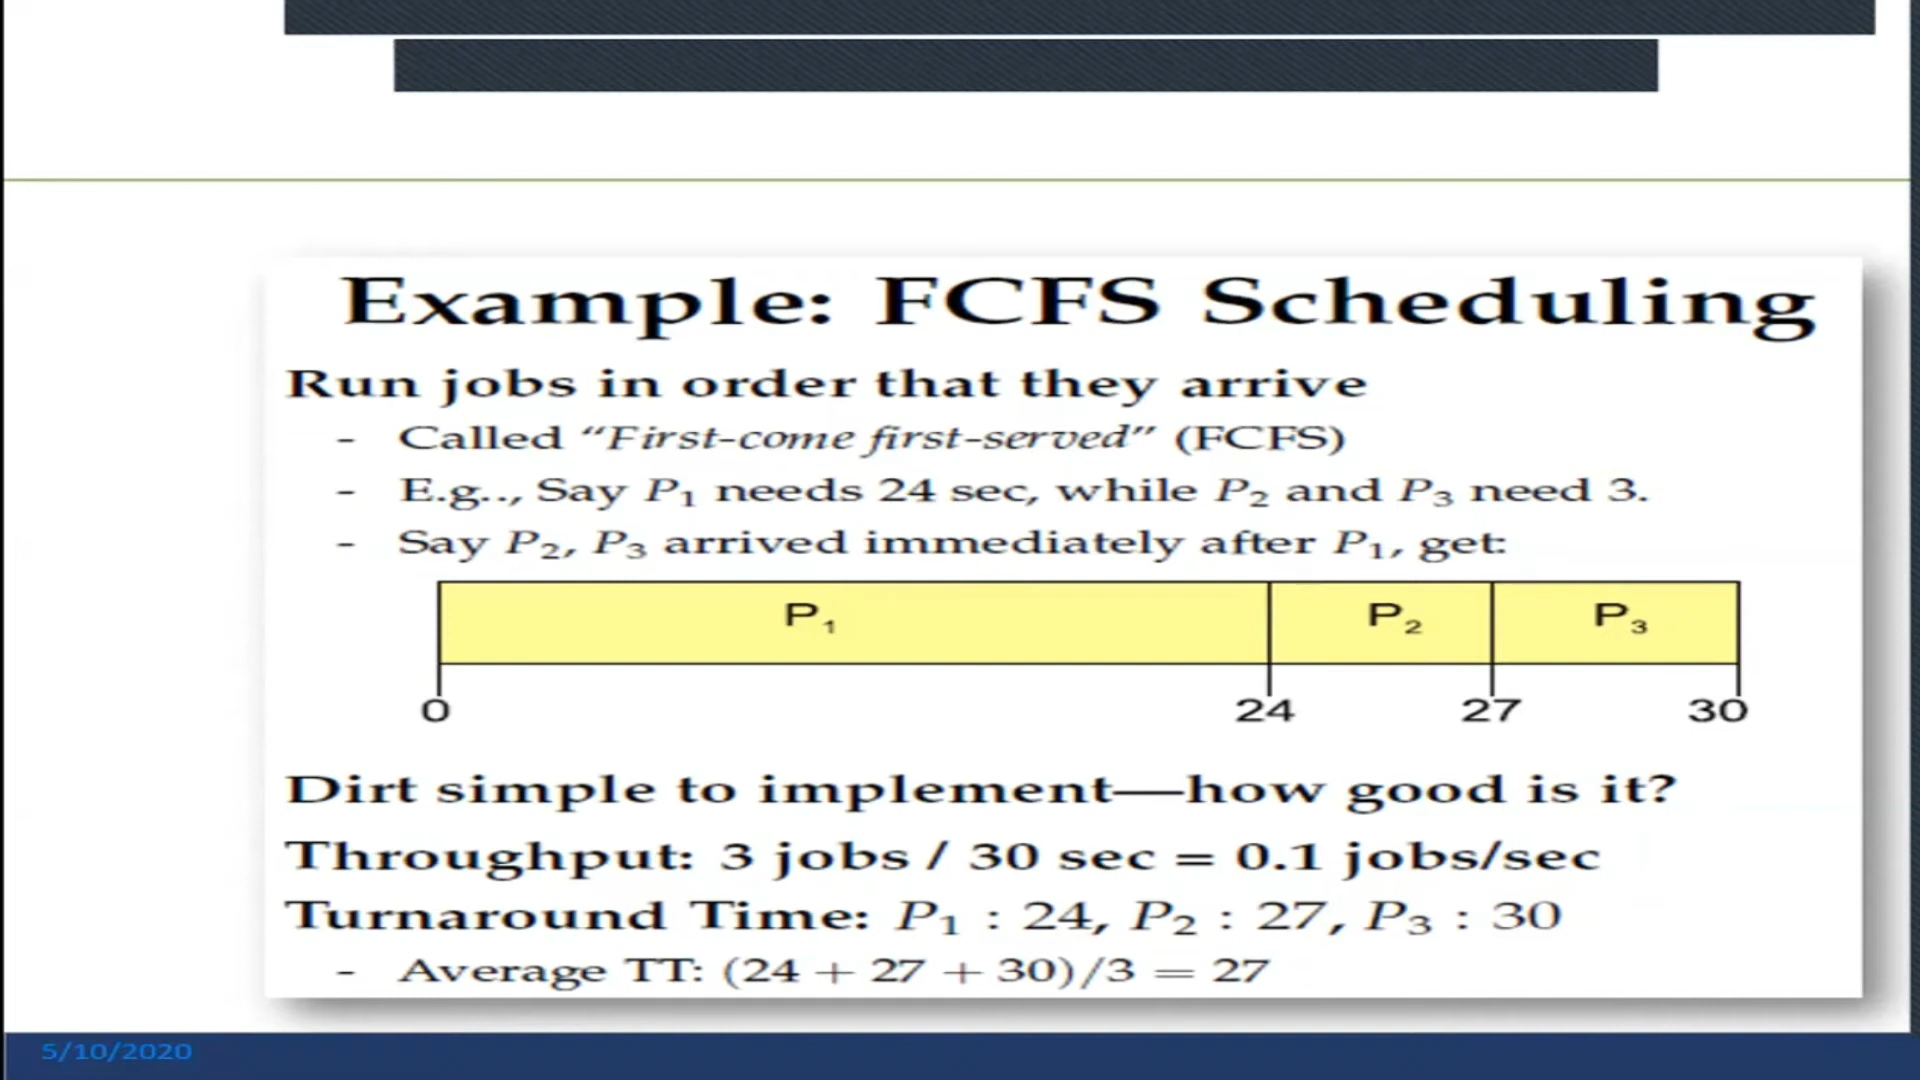 Example: FCFS Scheduling
Run jobs in order that they arrive
- Called “First-come first-served” (FCFS)
- E.g.., Say P₁ needs 24 sec, while P₂ and P₃ need 3.
- Say P₂, P₃ arrived immediately after P₁, get:
P₁ P₂ P₃
0 24 27 30
Dirt simple to implement—how good is it?
Throughput: 3 jobs / 30 sec = 0.1 jobs/sec
Turnaround Time: P₁ : 24, P₂ : 27, P₃ : 30
- Average TT: (24 + 27 + 30)/3 = 27
5/10/2020